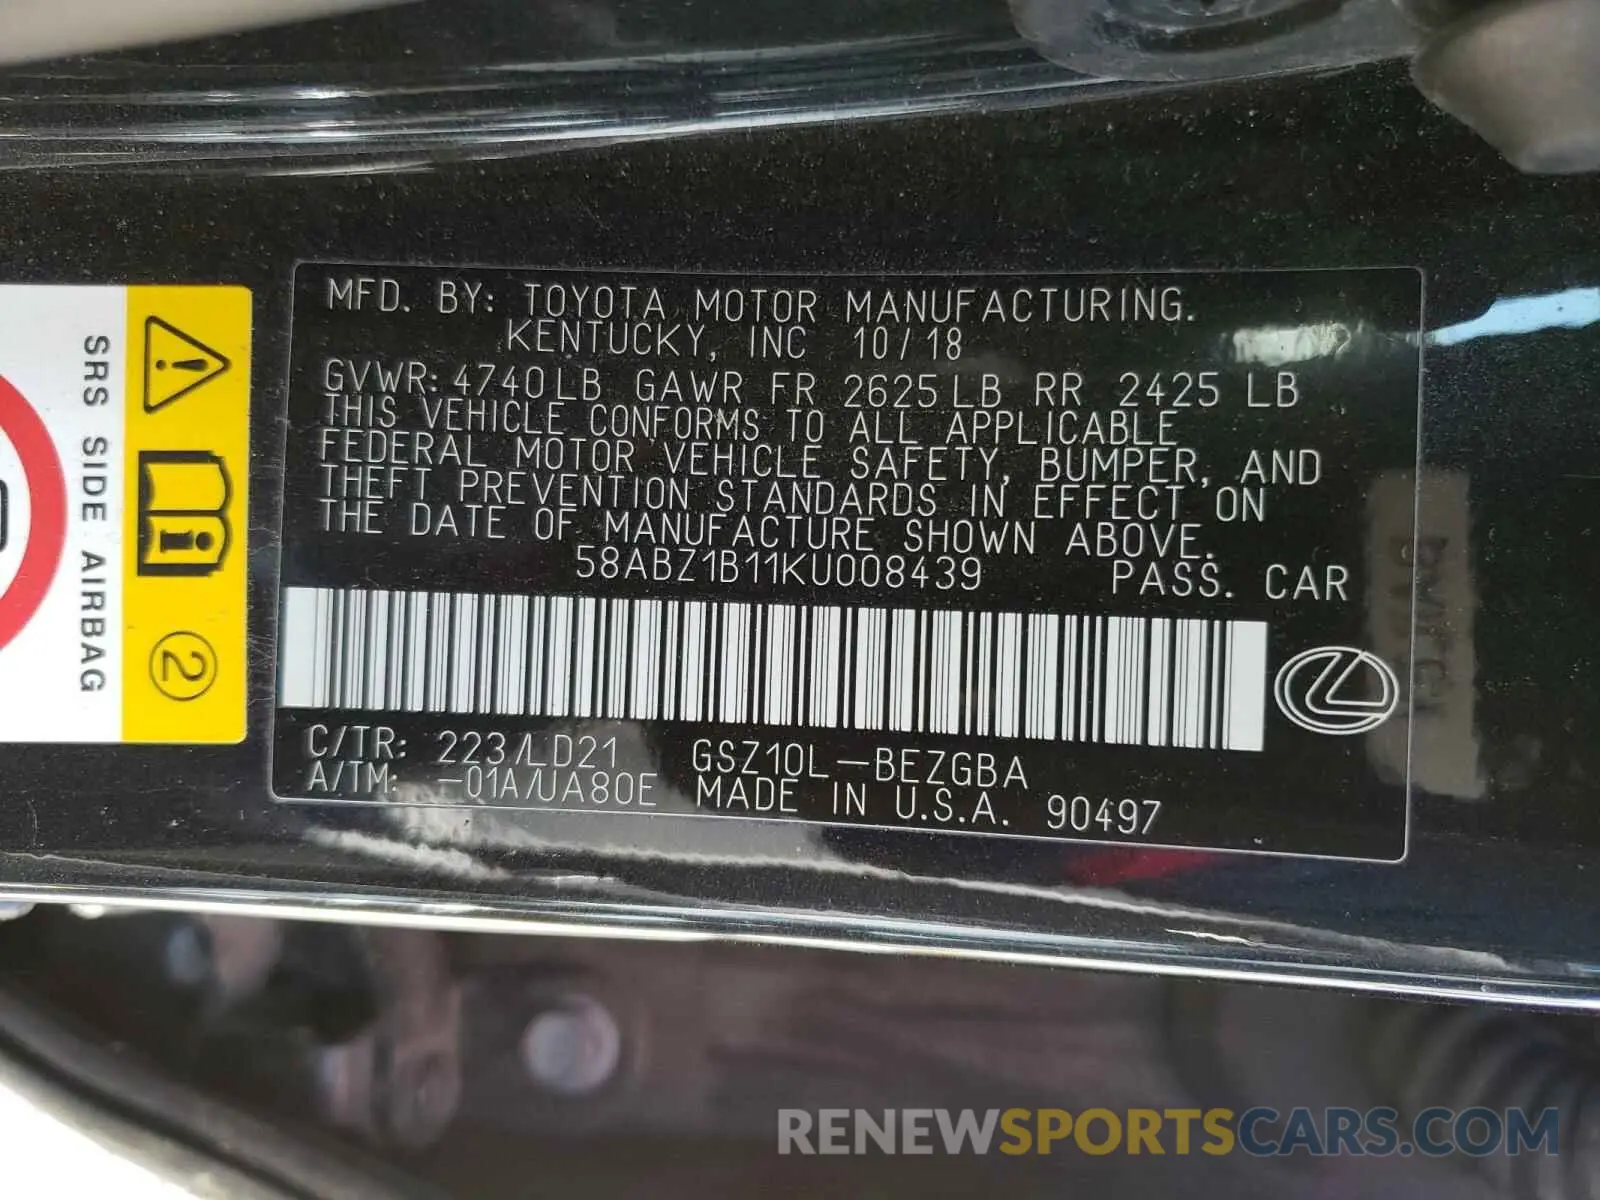 MFD. BY: TOYOTA MOTOR MANUFACTURING.
KENTUCKY, INC 10/18
GVWR: 4740LB GAWR FR 2625LB RR 2425 LB
THIS VEHICLE CONFORMS TO ALL APPLICABLE
FEDERAL MOTOR VEHICLE SAFETY, BUMPER, AND
THEFT PREVENTION STANDARDS IN EFFECT ON
THE DATE OF MANUFACTURE SHOWN ABOVE.
58ABZ1B11KU008439 PASS. CAR
C/TR: 223/LD21 GSZ10L-BEZGBA
A/TM: -01A/UA80E MADE IN U.S.A. 90497
SRS SIDE AIRBAG
2
RENEWSPORTSCARS.COM